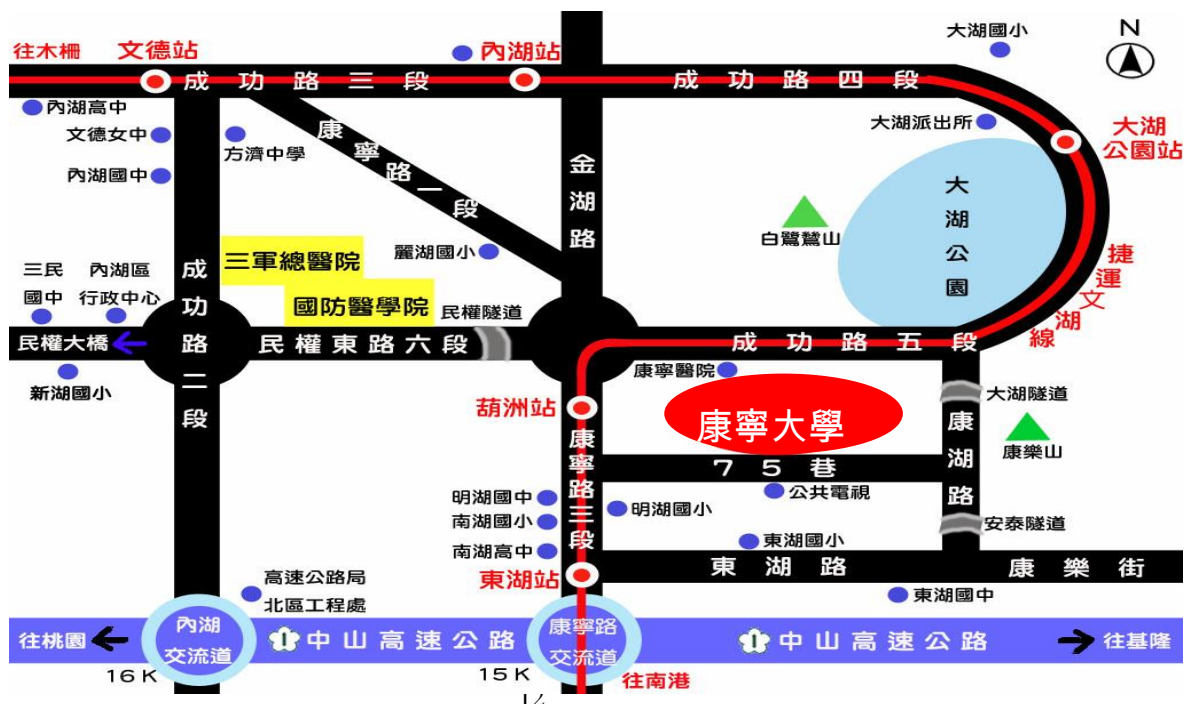 大湖國小
N
往木柵
文德站
內湖站
成功路三段
成功路四段
內湖高中
文德女中
方濟中學
內湖國中
康寧路一段
金湖路
大湖派出所
大湖
公園站
大湖公園
白鷺鷥山
麗湖國小
三軍總醫院
國防醫學院
三民
國中
內湖區
行政中心
成功路二段
民權隧道
捷運文湖線
民權大橋
民權東路六段
成功路五段
新湖國小
康寧醫院
大湖隧道
葫洲站
康寧大學
康湖路
康樂山
康寧路三段
75巷
明湖國中
明湖國小
公共電視
南湖國小
安泰隧道
南湖高中
東湖國小
東湖站
東湖路
康樂街
高速公路局
北區工程處
東湖國中
往桃園
內湖
交流道
1
中山高速公路
康寧路
交流道
1
中山高速公路
往基隆
16K
15K
往南港